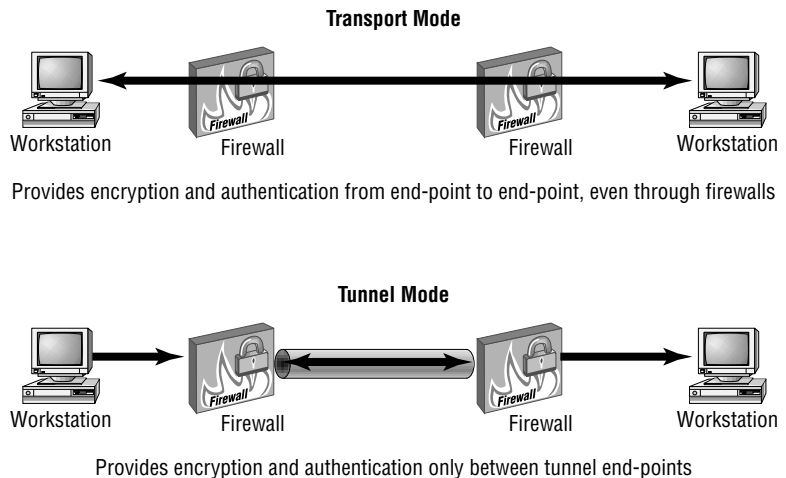 Transport Mode
Firewall Firewall
Workstation Firewall Firewall Workstation
Provides encryption and authentication from end-point to end-point, even through firewalls
Tunnel Mode
Firewall Firewall
Workstation Firewall Firewall Workstation
Provides encryption and authentication only between tunnel end-points